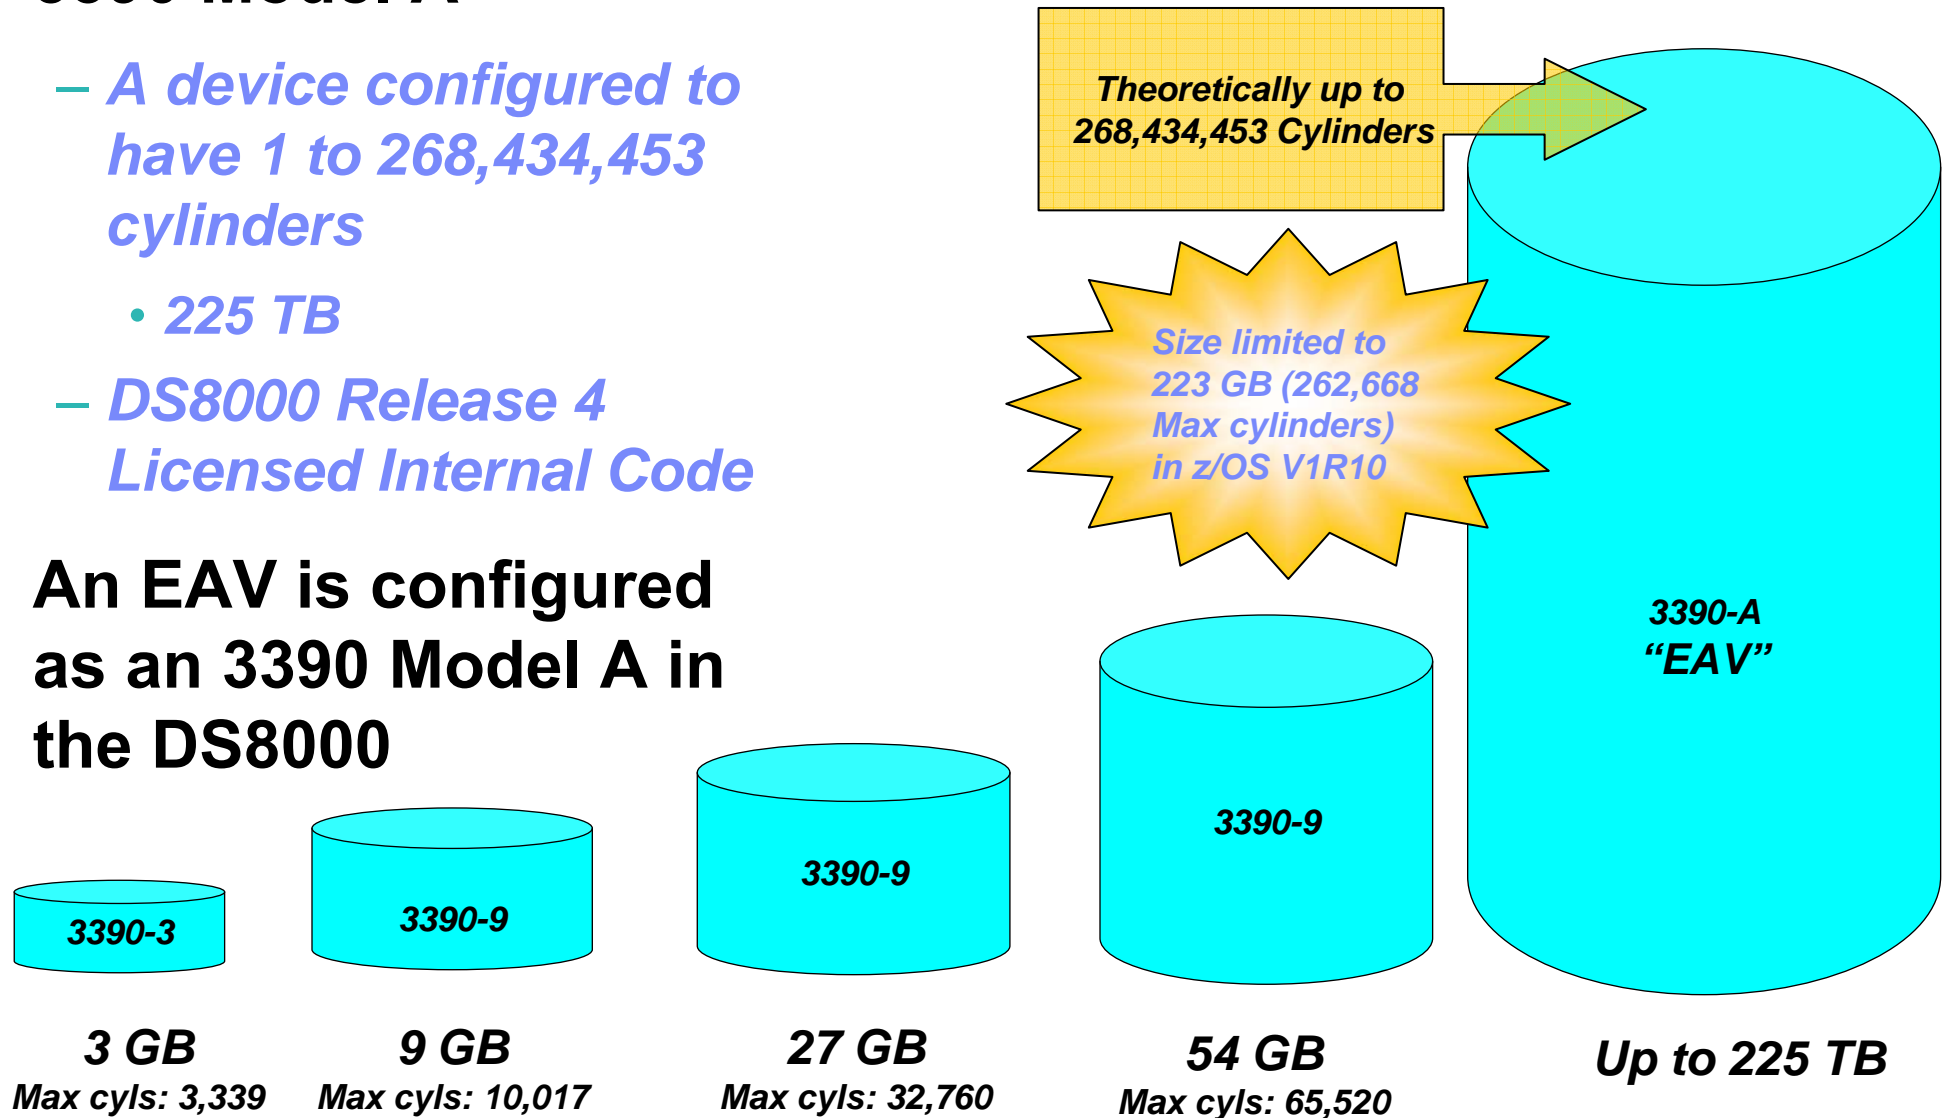 3390 Model A
– A device configured to
have 1 to 268,434,453
cylinders
• 225 TB
– DS8000 Release 4
Licensed Internal Code
An EAV is configured
as an 3390 Model A in
the DS8000
Theoretically up to
268,434,453 Cylinders
Size limited to
223 GB (262,668
Max cylinders)
in z/OS V1R10
3390-3
3390-9
3390-9
3390-9
3390-A
“EAV”
3 GB
Max cyls: 3,339
9 GB
Max cyls: 10,017
27 GB
Max cyls: 32,760
54 GB
Max cyls: 65,520
Up to 225 TB